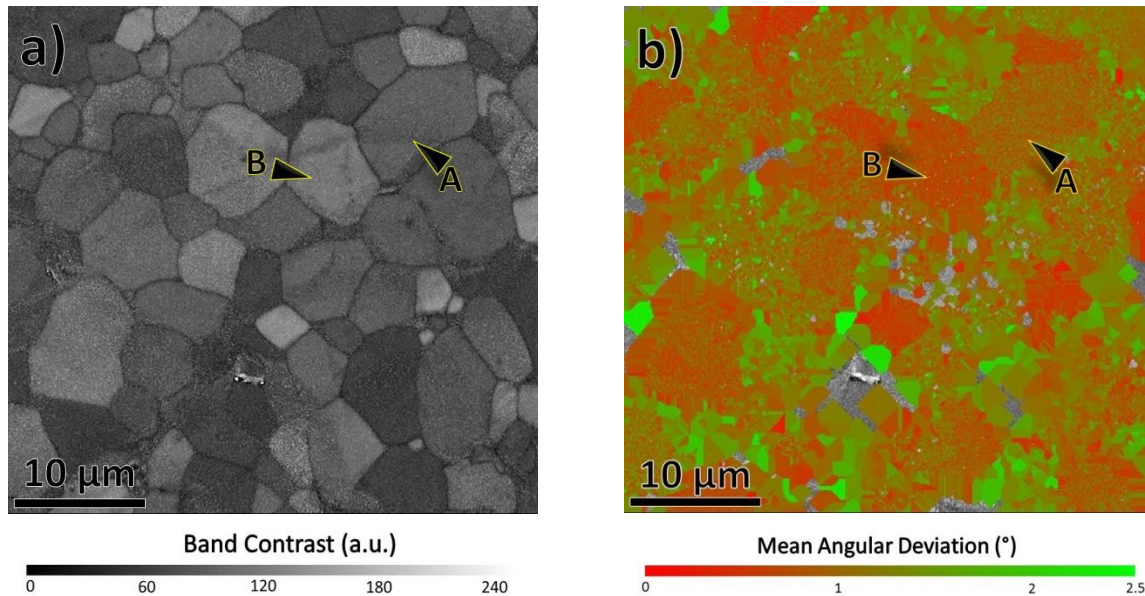 a)
B
A
10 µm
Band Contrast (a.u.)
0 60 120 180 240
b)
B
A
10 µm
Mean Angular Deviation (°)
0 1 2 2.5